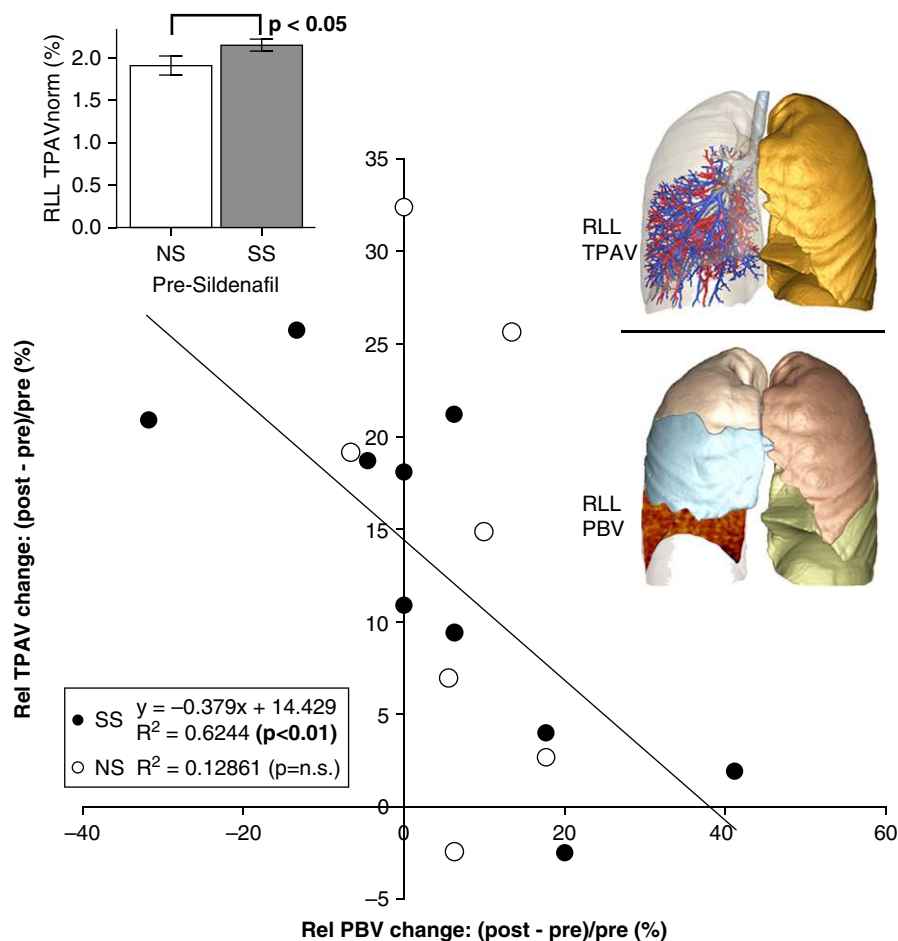 p < 0.05
RLL TPAVnorm (%)
2.0
1.5
1.0
0.5
0.0
NS SS
Pre-Sildenafil
RLL
TPAV
RLL
PBV
Rel TPAV change: (post - pre)/pre (%)
35
30
25
20
15
10
5
0
–5
SS y = –0.379x + 14.429
R² = 0.6244 (p<0.01)
NS R² = 0.12861 (p=n.s.)
–40 –20 0 20 40 60
Rel PBV change: (post - pre)/pre (%)